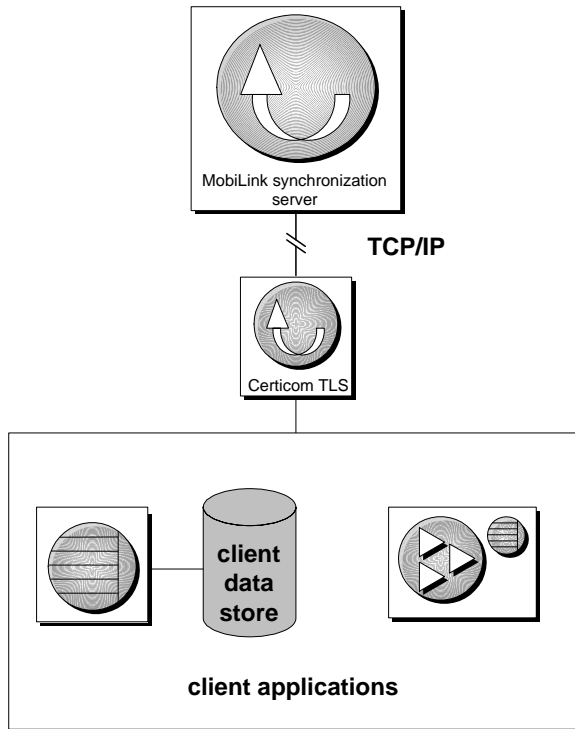 MobiLink synchronization
server
TCP/IP
Certicom TLS
client
data
store
client applications